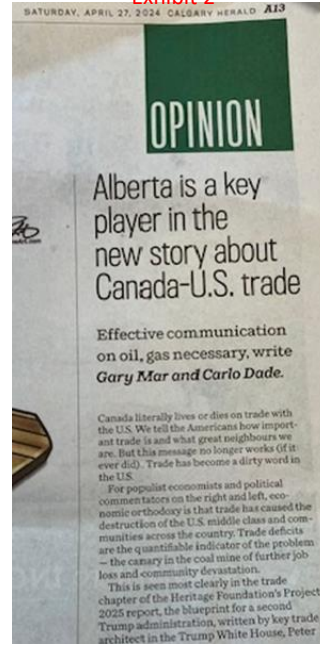 Exhibit 2
SATURDAY, APRIL 27, 2024 CALGARY HERALD A13
OPINION
Alberta is a key
player in the
new story about
Canada-U.S. trade
Effective communication
on oil, gas necessary, write
Gary Mar and Carlo Dade.
Canada literally lives or dies on trade with
the U.S. We tell the Americans how import-
ant trade is and what great neighbours we
are. But this message no longer works (if it
ever did). Trade has become a dirty word in
the U.S.
For populist economists and political
commentators on the right and left, eco-
nomic orthodoxy is that trade has caused the
destruction of the U.S. middle class and com-
munities across the country. Trade deficits
are the quantifiable indicator of the problem
— the canary in the coal mine of further job
loss and community devastation.
This is seen most clearly in the trade
chapter of the Heritage Foundation's Project
2025 report, the blueprint for a second
Trump administration, written by key trade
architect in the Trump White House, Peter